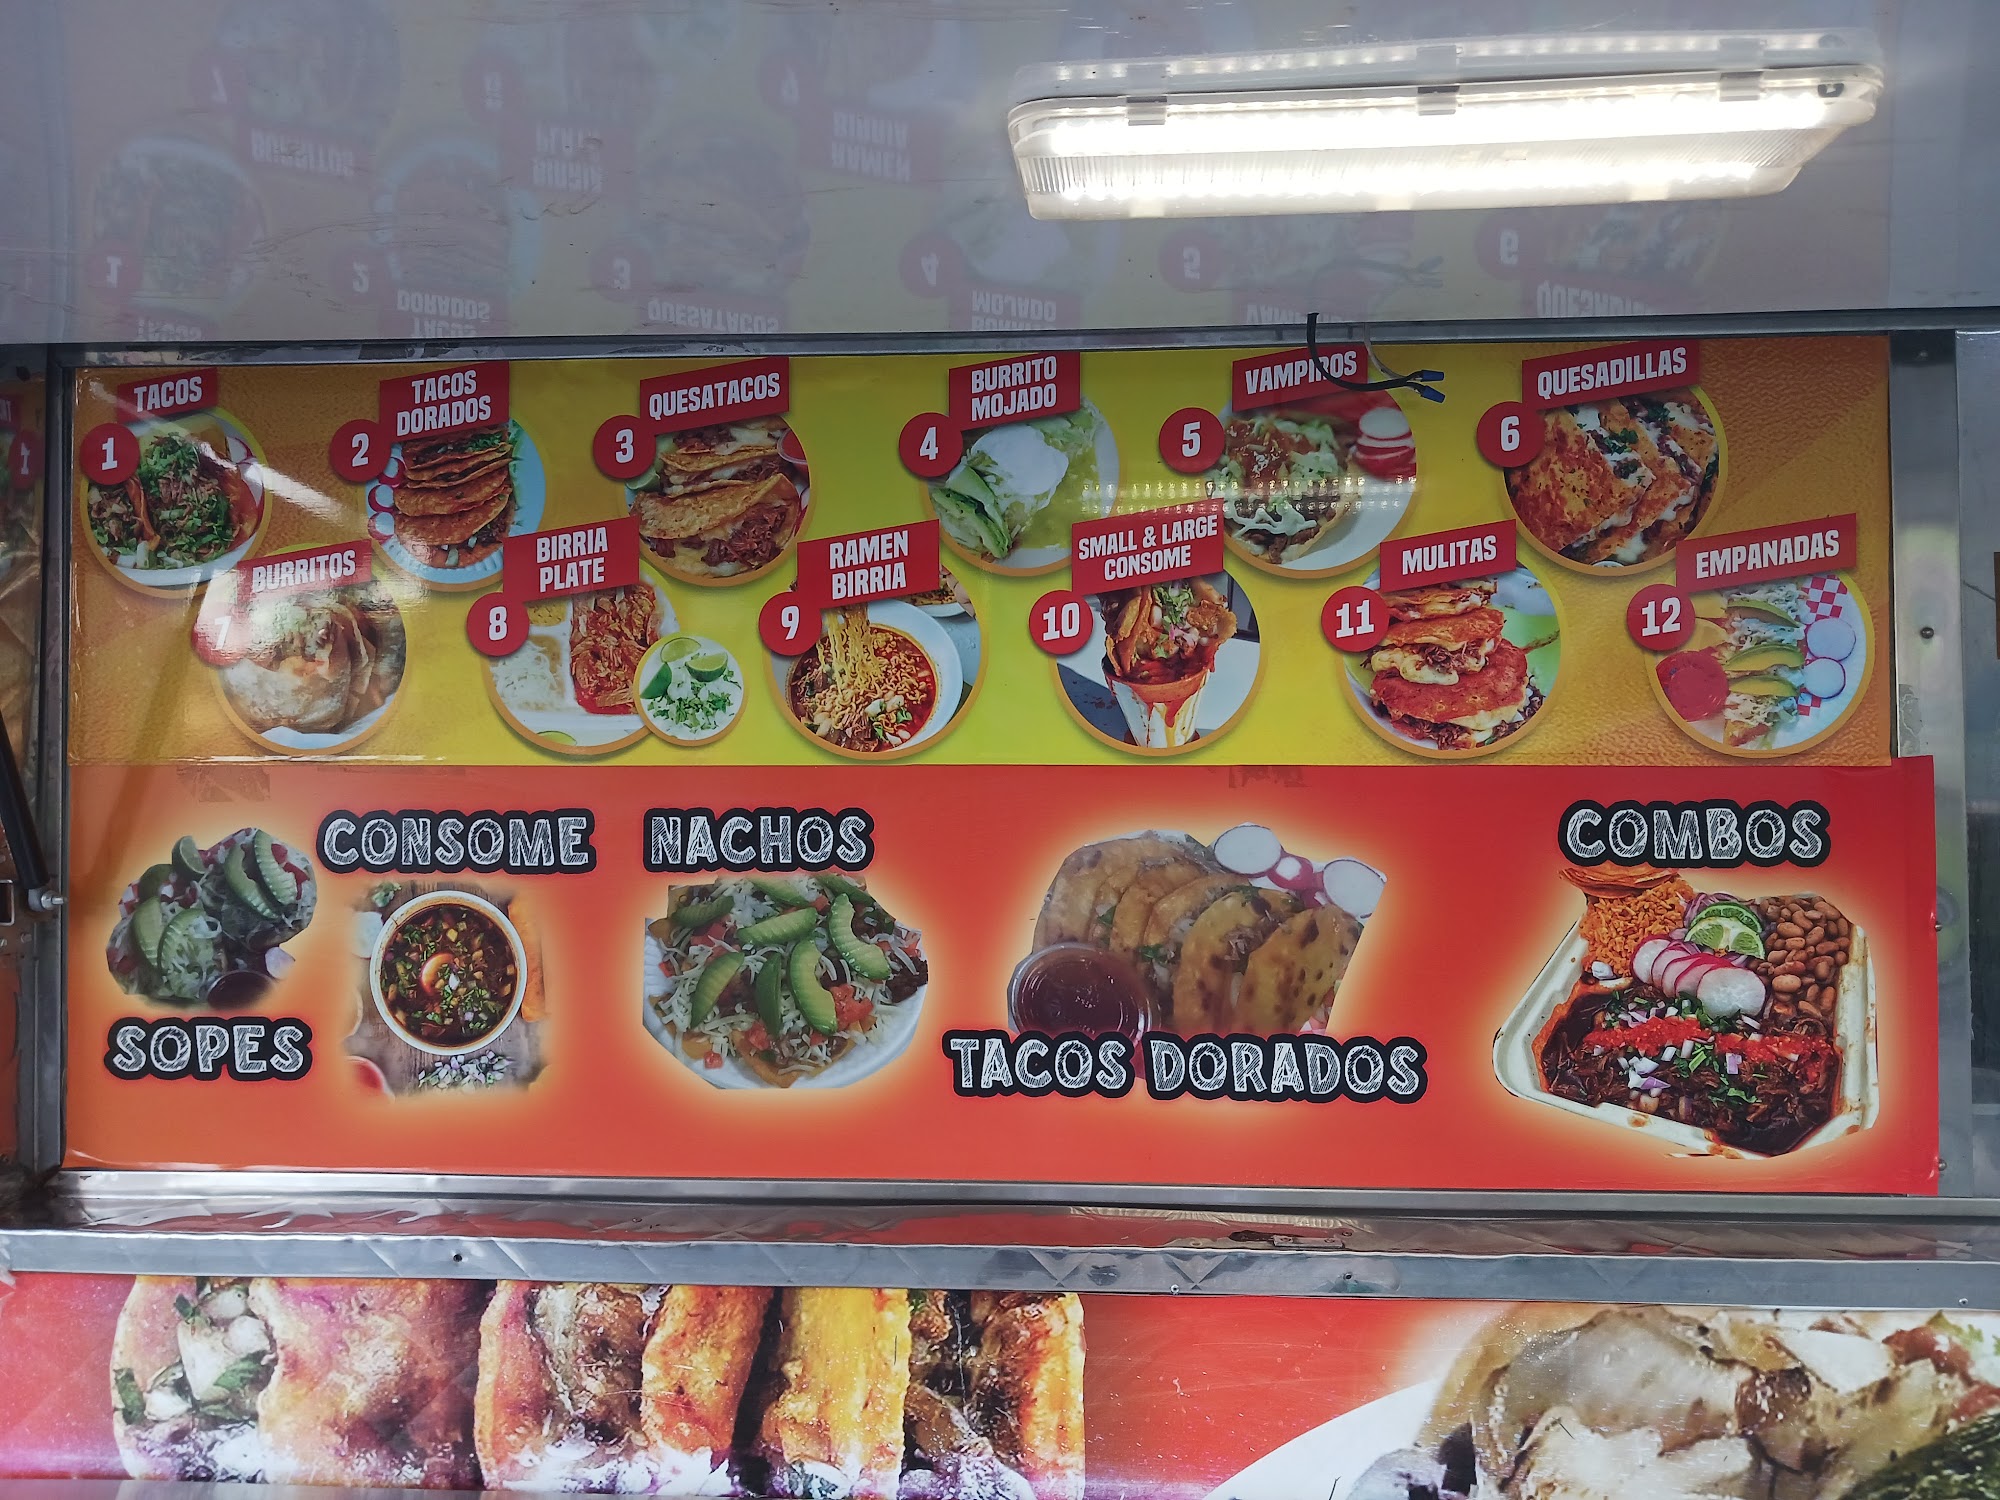 1
TACOS
2
TACOS
DORADOS
3
QUESATACOS
4
BURRITO
MOJADO
5
VAMPIROS
6
QUESADILLAS
7
BURRITOS
8
BIRRIA
PLATE
9
RAMEN
BIRRIA
10
SMALL & LARGE
CONSOME
11
MULITAS
12
EMPANADAS
SOPES
CONSOME
NACHOS
TACOS DORADOS
COMBOS